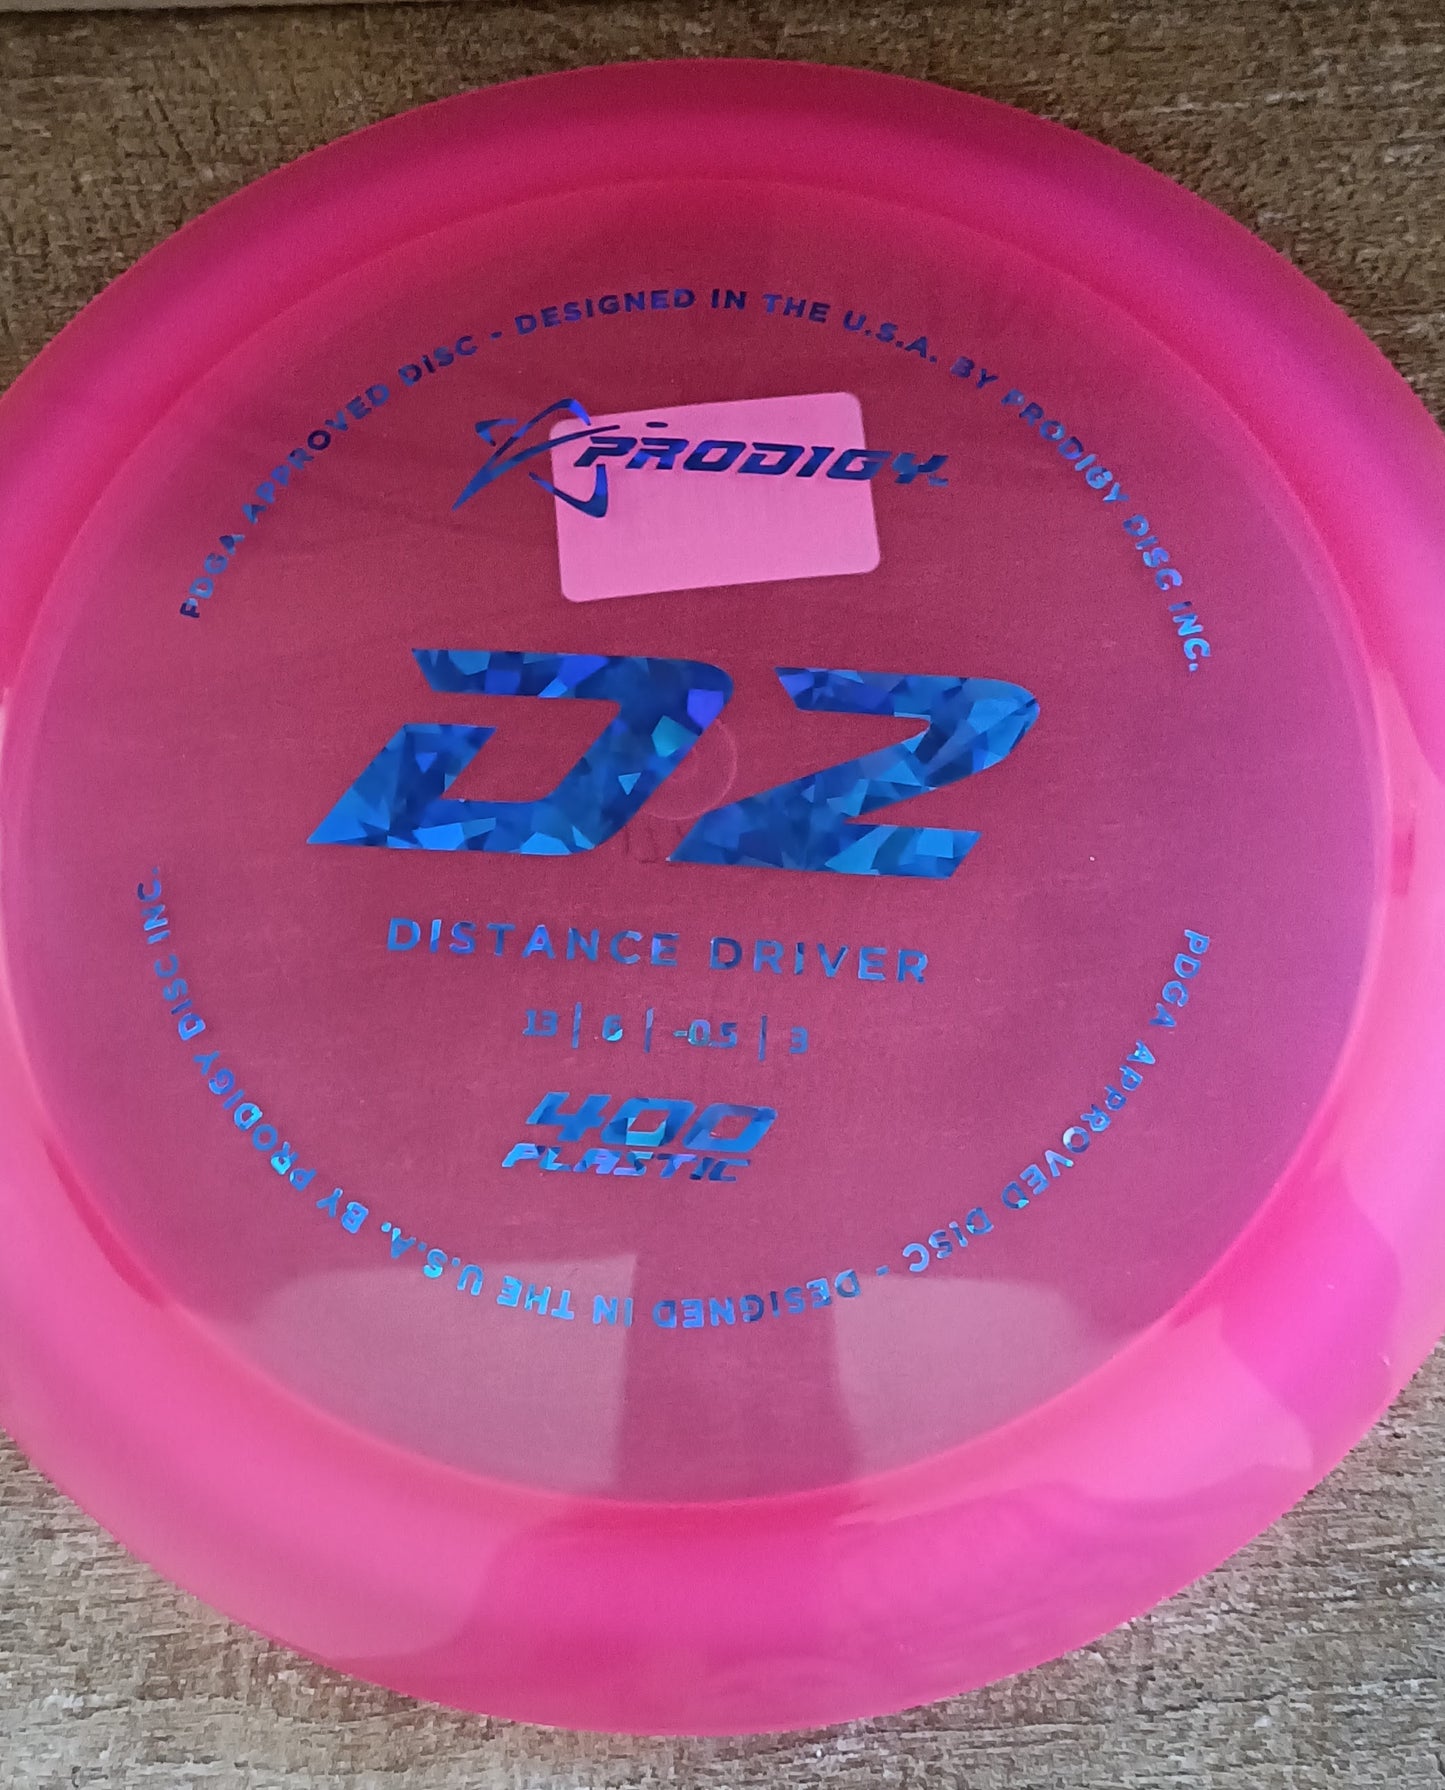 PDGA APPROVED DISC - DESIGNED IN THE U.S.A. BY PRODIGY DISC INC.
PRODIGY
D2
DISTANCE DRIVER
13 | 6 | -0.5 | 3
400
PLASTIC
PDGA APPROVED DISC - DESIGNED IN THE U.S.A. BY PRODIGY DISC INC.